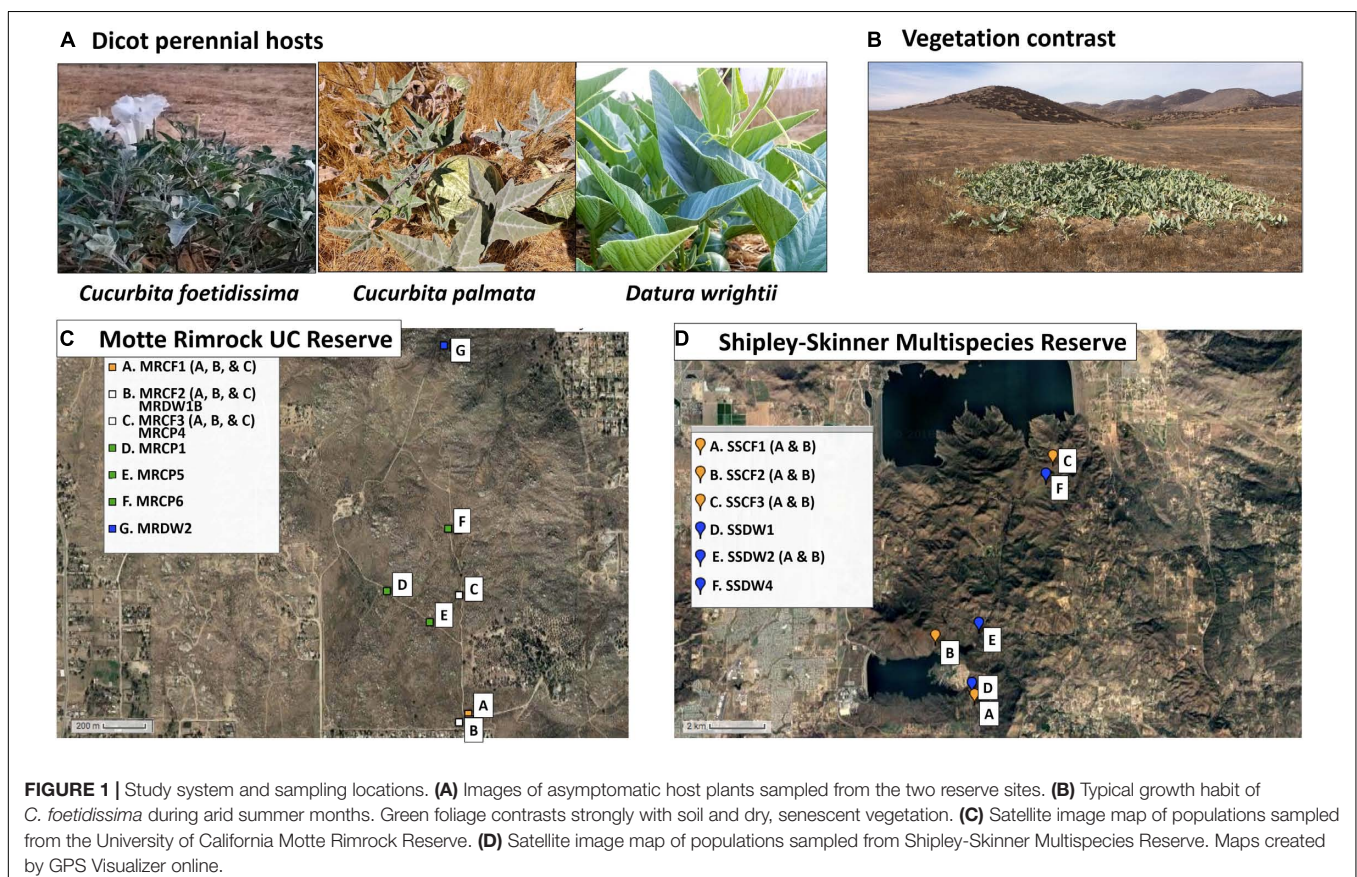 A Dicot perennial hosts
B Vegetation contrast
Cucurbita foetidissima
Cucurbita palmata
Datura wrightii
C Motte Rimrock UC Reserve
A. MRCF1 (A, B, & C)
B. MRCF2 (A, B, & C)
MRDW1B
C. MRCF3 (A, B, & C)
MRCP4
D. MRCP1
E. MRCP5
F. MRCP6
G. MRDW2
G
F
D
C
E
A
B
200 m
D Shipley-Skinner Multispecies Reserve
A. SSCF1 (A & B)
B. SSCF2 (A & B)
C. SSCF3 (A & B)
D. SSDW1
E. SSDW2 (A & B)
F. SSDW4
C
F
E
B
D
A
2 km
FIGURE 1 | Study system and sampling locations. (A) Images of asymptomatic host plants sampled from the two reserve sites. (B) Typical growth habit of
C. foetidissima during arid summer months. Green foliage contrasts strongly with soil and dry, senescent vegetation. (C) Satellite image map of populations sampled
from the University of California Motte Rimrock Reserve. (D) Satellite image map of populations sampled from Shipley-Skinner Multispecies Reserve. Maps created
by GPS Visualizer online.